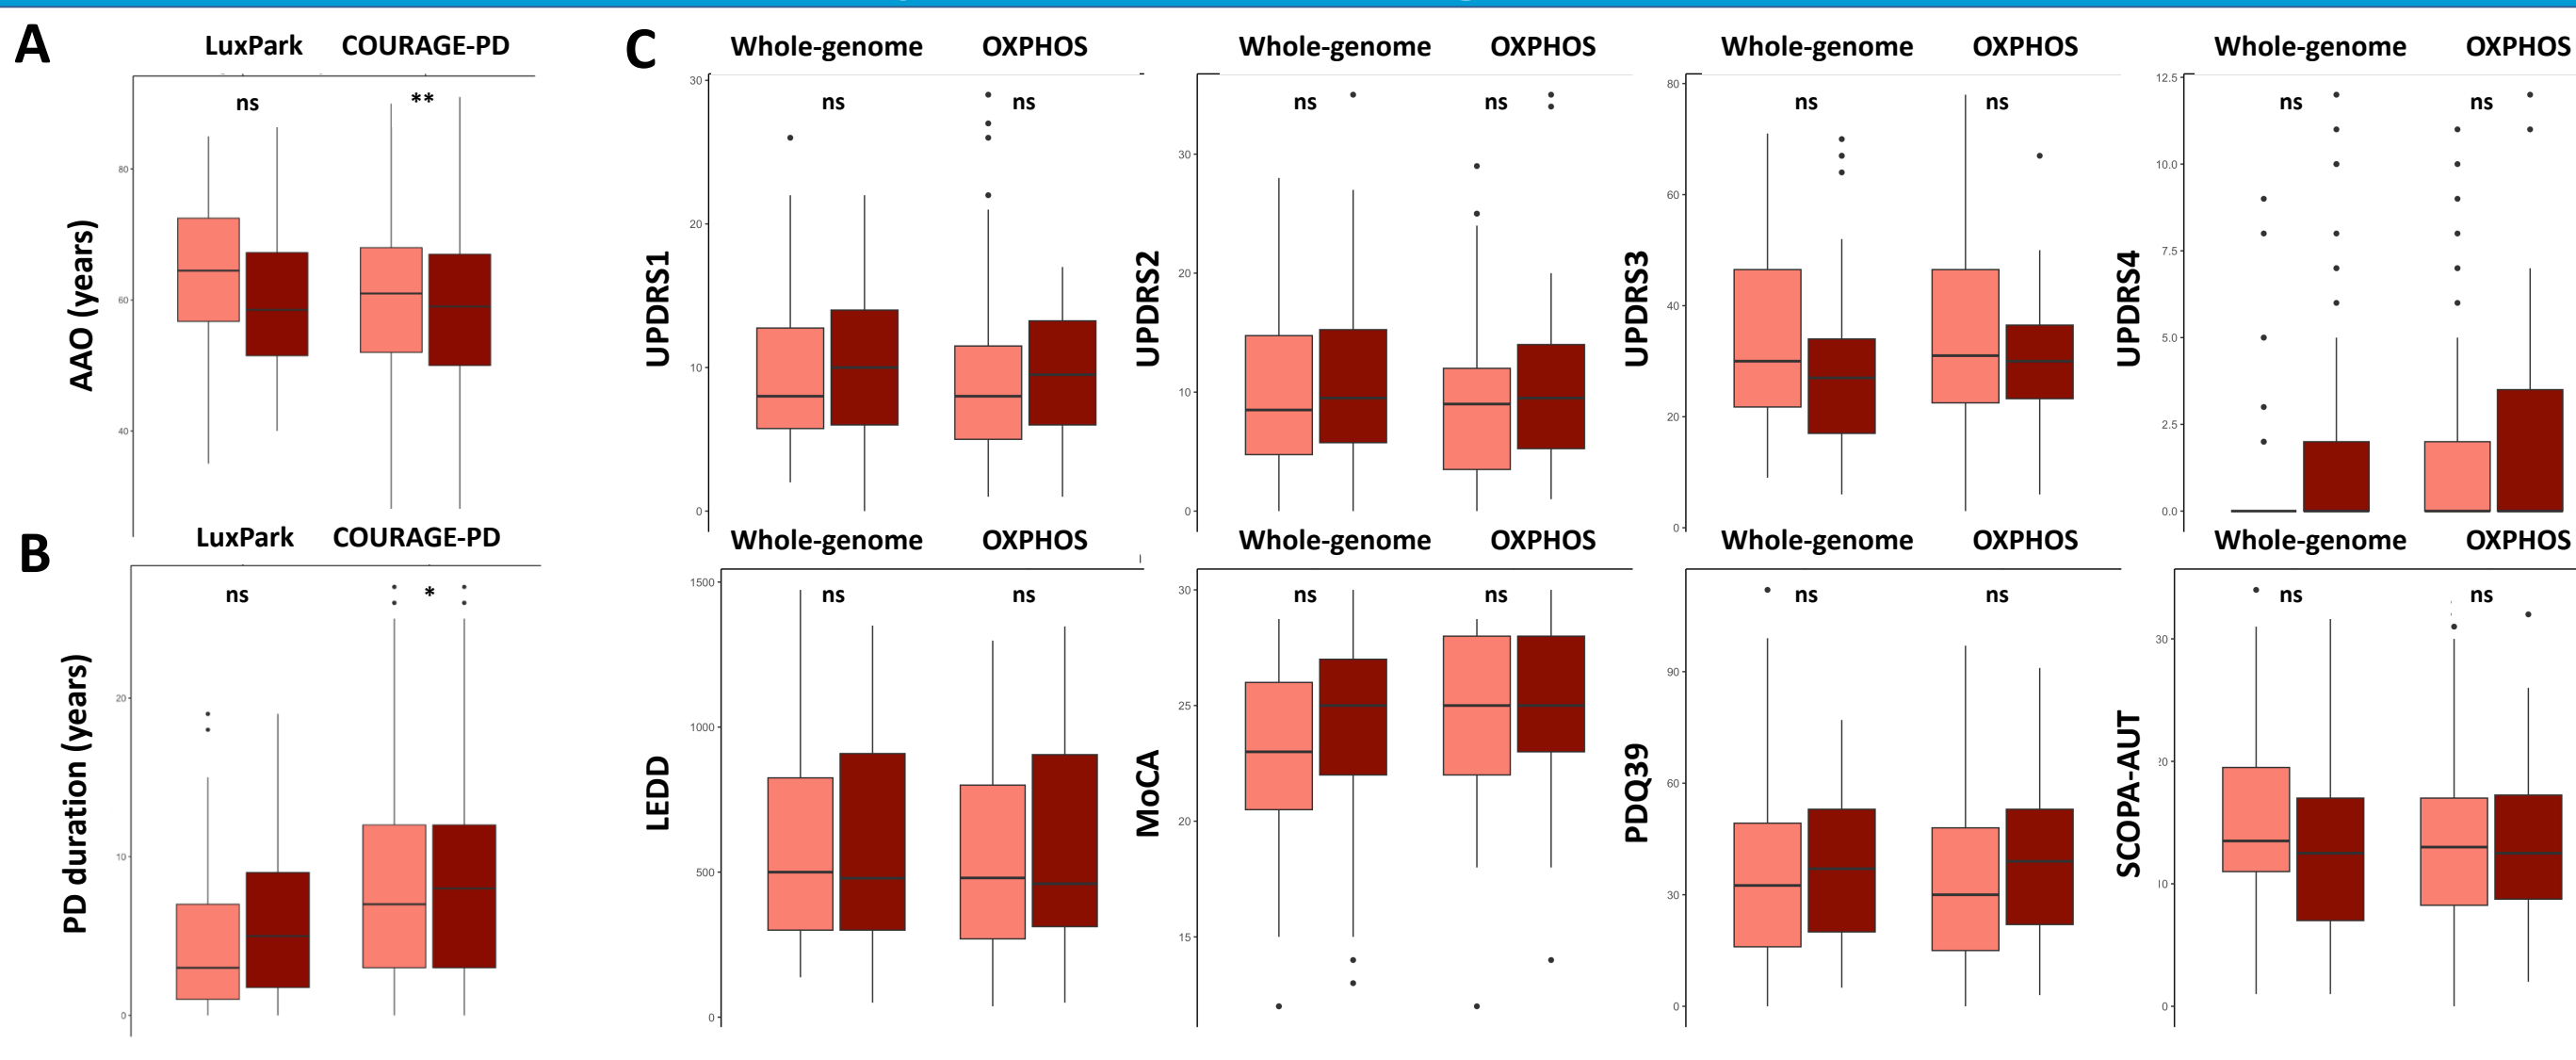 A
LuxPark COURAGE-PD
ns **
AAO (years)
80
60
40
B
LuxPark COURAGE-PD
ns *
PD duration (years)
20
10
0
C
Whole-genome OXPHOS
ns ns
UPDRS1
30
20
10
0
Whole-genome OXPHOS
ns ns
UPDRS2
30
20
10
0
Whole-genome OXPHOS
ns ns
UPDRS3
80
60
40
20
0
Whole-genome OXPHOS
ns ns
UPDRS4
12.5
10.0
7.5
5.0
2.5
0.0
Whole-genome OXPHOS
ns ns
LEDD
1500
1000
500
0
Whole-genome OXPHOS
ns ns
MoCA
30
25
20
15
Whole-genome OXPHOS
ns ns
PDQ39
90
60
30
0
Whole-genome OXPHOS
ns ns
SCOPA-AUT
30
20
10
0